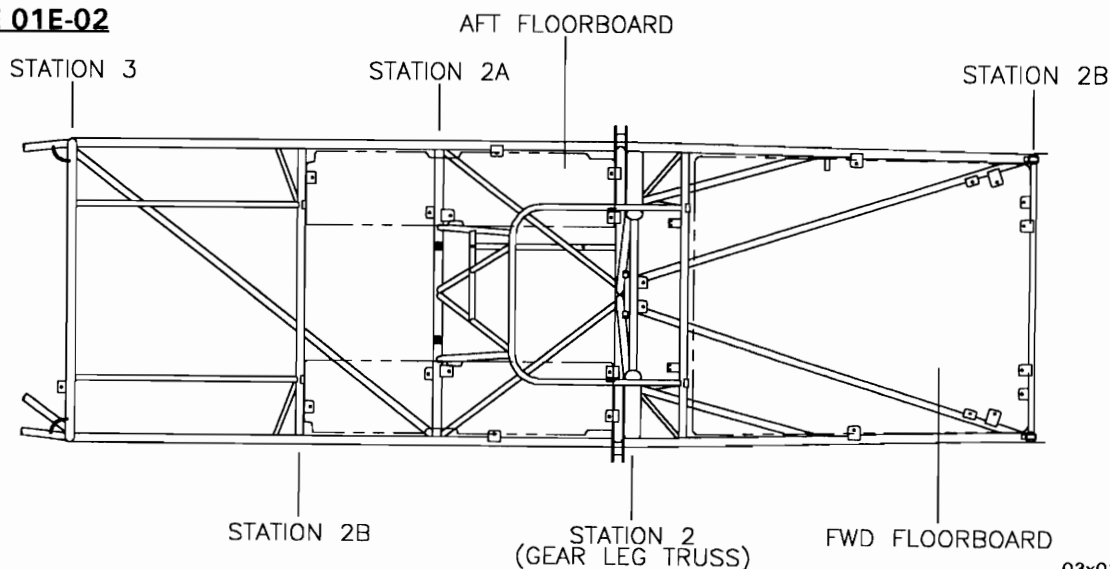 01E-02
AFT FLOORBOARD
STATION 3
STATION 2A
STATION 2B
STATION 2B
STATION 2
(GEAR LEG TRUSS)
FWD FLOORBOARD